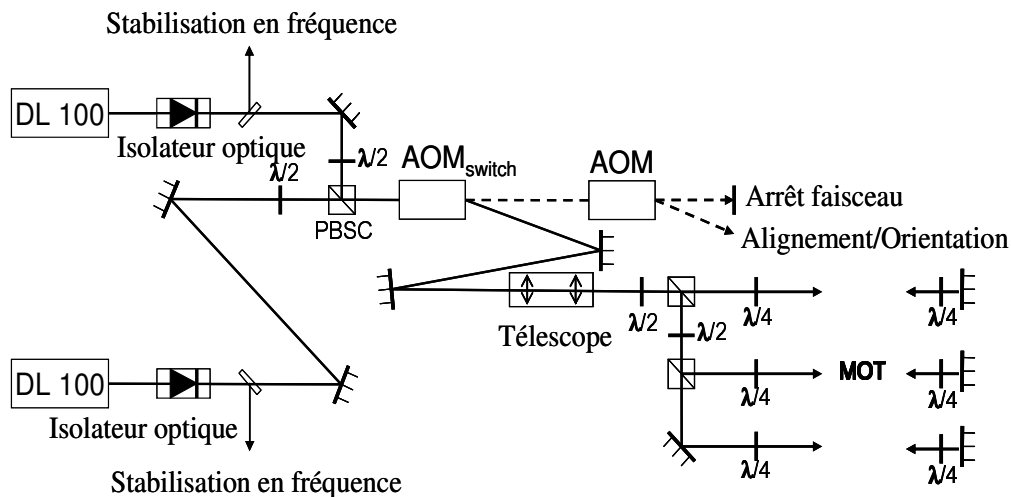 Stabilisation en fréquence
DL 100
Isolateur optique
λ/2
λ/2
AOMswitch
AOM
PBSC
Arrêt faisceau
Alignement/Orientation
Télescope
λ/2
λ/4
λ/4
λ/2
DL 100
MOT
λ/4
λ/4
Isolateur optique
λ/4
λ/4
Stabilisation en fréquence